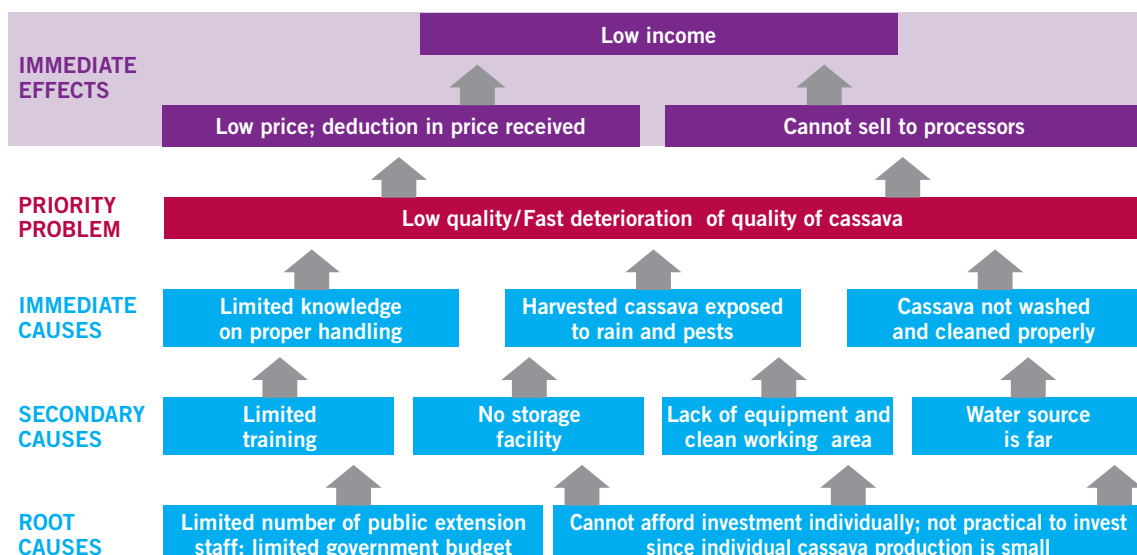 Low income
IMMEDIATE
EFFECTS
Low price; deduction in price received
Cannot sell to processors
PRIORITY
PROBLEM
Low quality/Fast deterioration of quality of cassava
IMMEDIATE
CAUSES
Limited knowledge
on proper handling
Harvested cassava exposed
to rain and pests
Cassava not washed
and cleaned properly
SECONDARY
CAUSES
Limited
training
No storage
facility
Lack of equipment and
clean working area
Water source
is far
ROOT
CAUSES
Limited number of public extension
staff; limited government budget
Cannot afford investment individually; not practical to invest
since individual cassava production is small